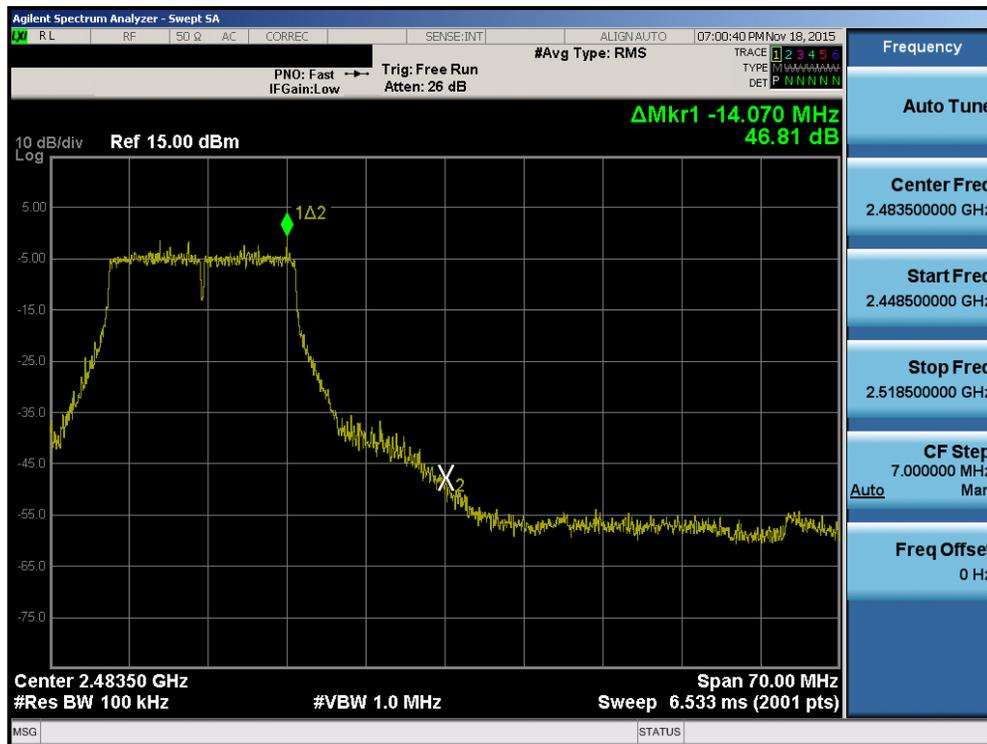 Agilent Spectrum Analyzer - Swept SA
LXI RL RF 50 Ω AC CORREC SENSE:INT ALIGN AUTO 07:00:40 PM Nov 18, 2015
Frequency
#Avg Type: RMS
TRACE 1 2 3 4 5 6
PNO: Fast Trig: Free Run
TYPE MWWWWW
IFGain:Low Atten: 26 dB
DET P N N N N N
Auto Tune
ΔMkr1 -14.070 MHz
46.81 dB
10 dB/div Ref 15.00 dBm
Log
Center Freq
2.483500000 GHz
5.00
1Δ2
-5.00
Start Freq
2.448500000 GHz
-15.0
-25.0
Stop Freq
2.518500000 GHz
-35.0
-45.0
CF Step
7.000000 MHz
Auto Man
2
-55.0
Freq Offset
0 Hz
-65.0
-75.0
Center 2.48350 GHz Span 70.00 MHz
#Res BW 100 kHz #VBW 1.0 MHz Sweep 6.533 ms (2001 pts)
MSG STATUS